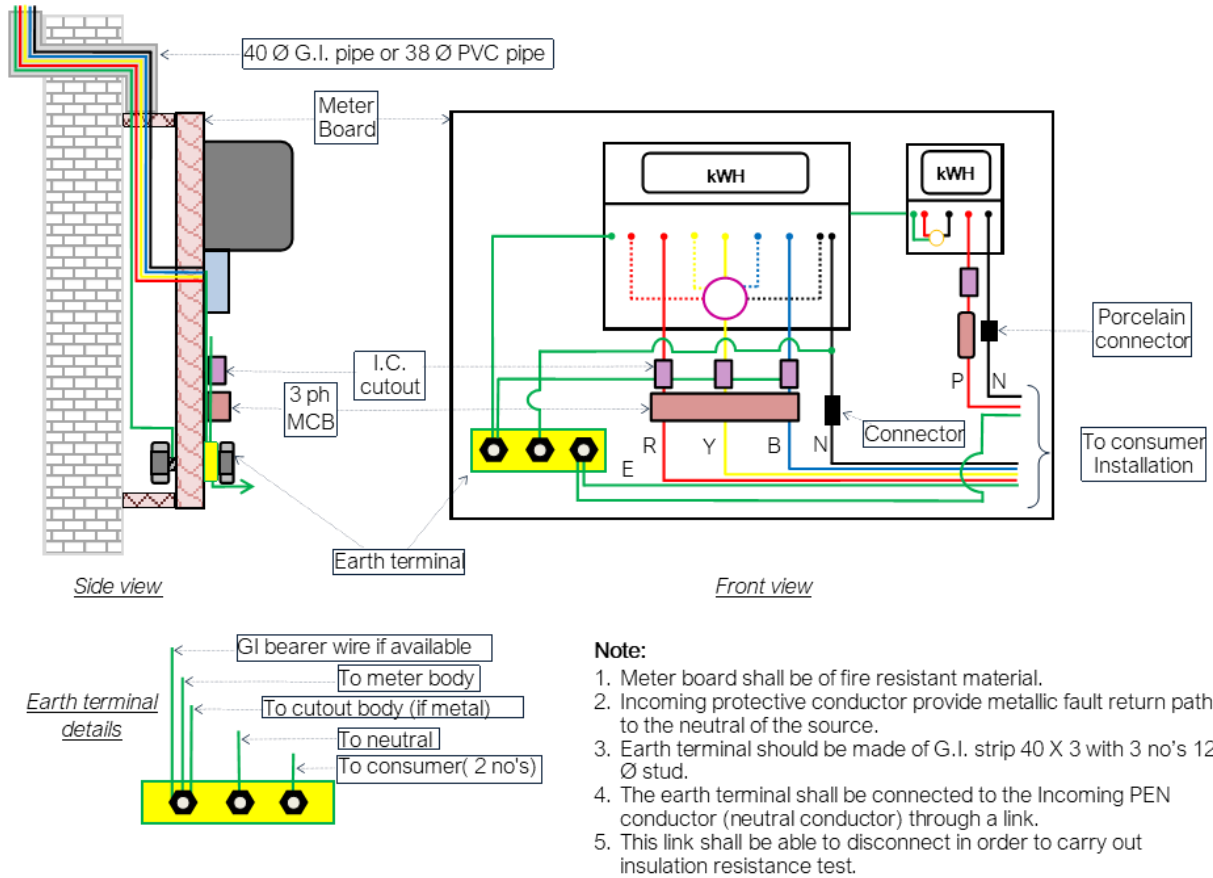 40 Ø G.I. pipe or 38 Ø PVC pipe
Meter
Board
kWH
kWH
Porcelain
connector
I.C.
cutout
3 ph
MCB
P
N
R
Y
B
N
E
Connector
To consumer
Installation
Earth terminal
Side view
Front view
GI bearer wire if available
To meter body
To cutout body (if metal)
To neutral
To consumer( 2 no's)
Earth terminal
details
Note:
1. Meter board shall be of fire resistant material.
2. Incoming protective conductor provide metallic fault return path
to the neutral of the source.
3. Earth terminal should be made of G.I. strip 40 X 3 with 3 no's 12
Ø stud.
4. The earth terminal shall be connected to the Incoming PEN
conductor (neutral conductor) through a link.
5. This link shall be able to disconnect in order to carry out
insulation resistance test.